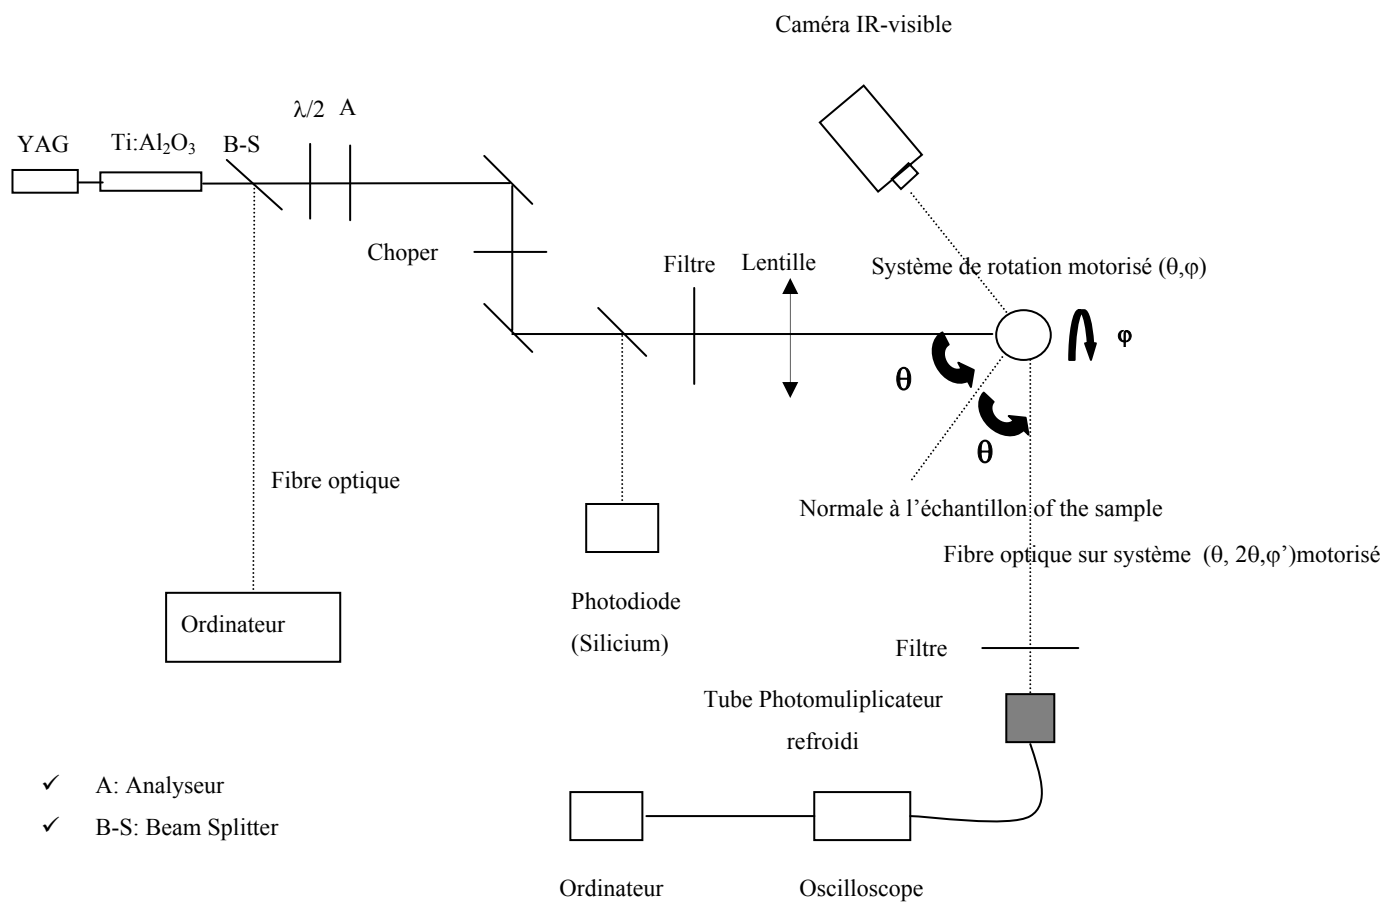 Caméra IR-visible
λ/2
A
YAG
Ti:Al₂O₃
B-S
Choper
Filtre
Lentille
Système de rotation motorisé (θ,φ)
φ
θ
θ
Fibre optique
Normale à l’échantillon of the sample
Fibre optique sur système (θ, 2θ,φ’)motorisé
Ordinateur
Photodiode
(Silicium)
Filtre
Tube Photomuliplicateur
refroidi
✓ A: Analyseur
✓ B-S: Beam Splitter
Ordinateur
Oscilloscope